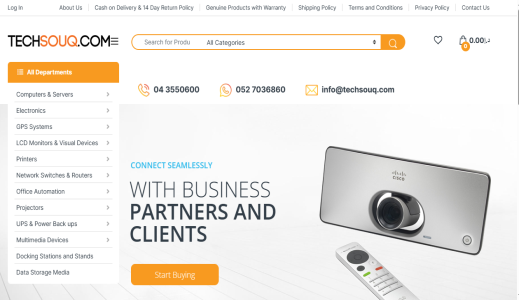 Log In
About Us
Cash on Delivery & 14 Day Return Policy
Genuine Products with Warranty
Shipping Policy
Terms and Conditions
Privacy Policy
Contact Us
TECHSOUQ.COM
Search for Produ
All Categories
0
0.00د.إ
All Departments
04 3550600
052 7036860
info@techsouq.com
Computers & Servers
Electronics
GPS Systems
LCD Monitors & Visual Devices
Printers
Network Switches & Routers
Office Automation
Projectors
UPS & Power Back ups
Multimedia Devices
Docking Stations and Stands
Data Storage Media
CONNECT SEAMLESSLY
WITH BUSINESS
PARTNERS AND
CLIENTS
Start Buying
CISCO